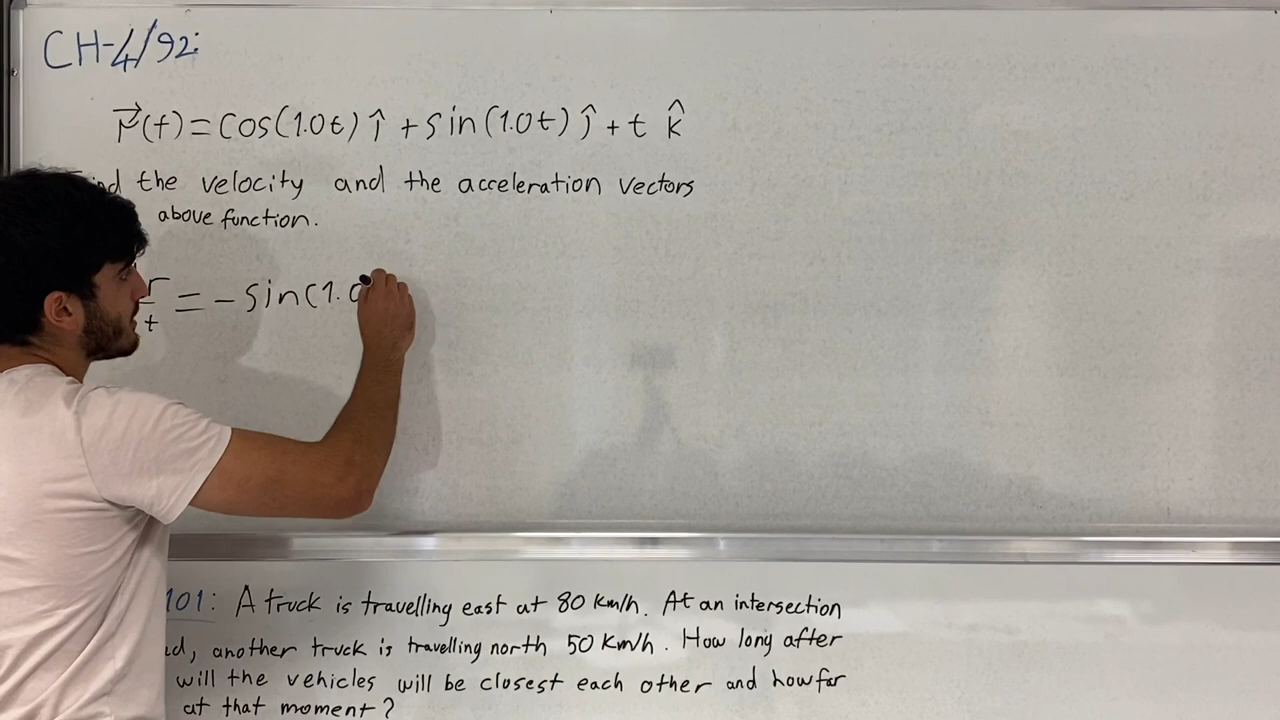 CH-4/92:
r⃗(t) = cos(1.0t) î + sin(1.0t) ĵ + t k̂
the velocity and the acceleration vectors
above function.
r
t = - sin(1.0
101: A truck is travelling east at 80 km/h. At an intersection
another truck is travelling north 50 km/h. How long after
will the vehicles will be closest each other and how far
at that moment?